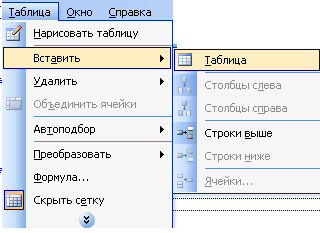 Таблица Окно Справка
Нарисовать таблицу
Вставить
Удалить
Объединить ячейки
Автоподбор
Преобразовать
Формула...
Скрыть сетку
Таблица
Столбцы слева
Столбцы справа
Строки выше
Строки ниже
Ячейки...